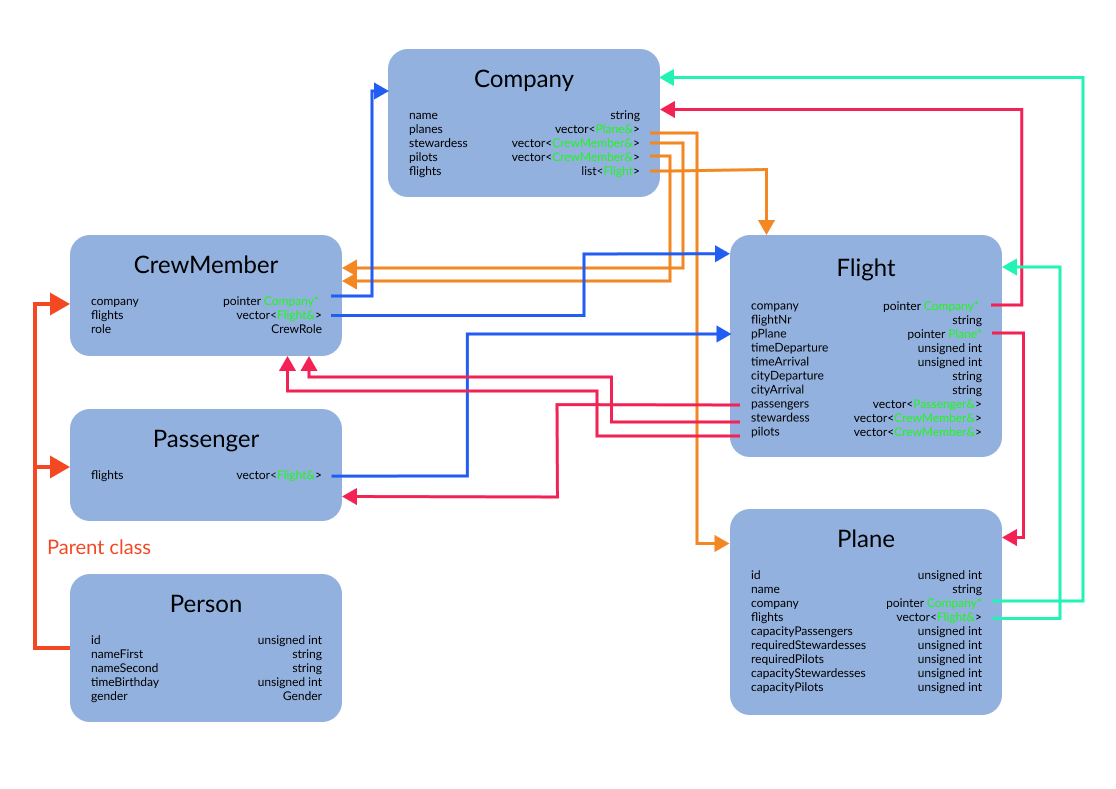 Company
name string
planes vector<Plane&>
stewardess vector<CrewMember&>
pilots vector<CrewMember&>
flights list<Flight>
CrewMember
company pointer Company*
flights vector<Flight&>
role CrewRole
Flight
company pointer Company*
flightNr string
pPlane pointer Plane*
timeDeparture unsigned int
timeArrival unsigned int
cityDeparture string
cityArrival string
passengers vector<Passenger&>
stewardess vector<CrewMember&>
pilots vector<CrewMember&>
Passenger
flights vector<Flight&>
Parent class
Person
id unsigned int
nameFirst string
nameSecond string
timeBirthday unsigned int
gender Gender
Plane
id unsigned int
name string
company pointer Company*
flights vector<Flight&>
capacityPassengers unsigned int
requiredStewardesses unsigned int
requiredPilots unsigned int
capacityStewardesses unsigned int
capacityPilots unsigned int